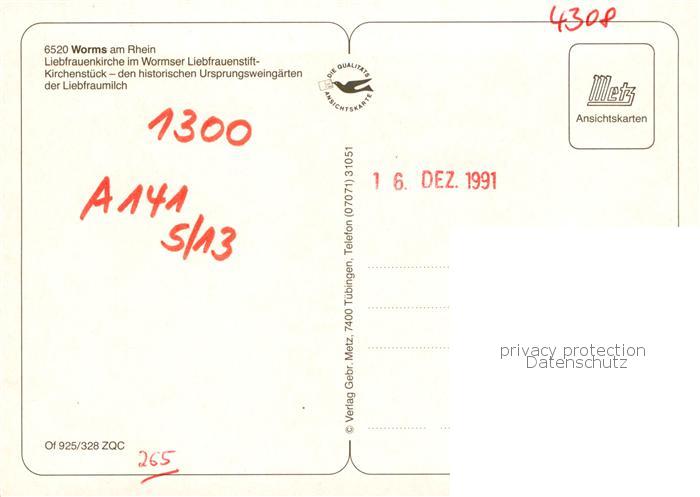 4308
6520 Worms am Rhein
Liebfrauenkirche im Wormser Liebfrauenstift-
Kirchenstück – den historischen Ursprungsweingärten
der Liebfraumilch
DIE QUALITÄTS
ANSICHTSKARTE
Metz
Ansichtskarten
1300
A 141
5/13
16. DEZ. 1991
© Verlag Gebr. Metz, 7400 Tübingen, Telefon (07071) 31051
privacy protection
Datenschutz
Of 925/328 ZQC
265